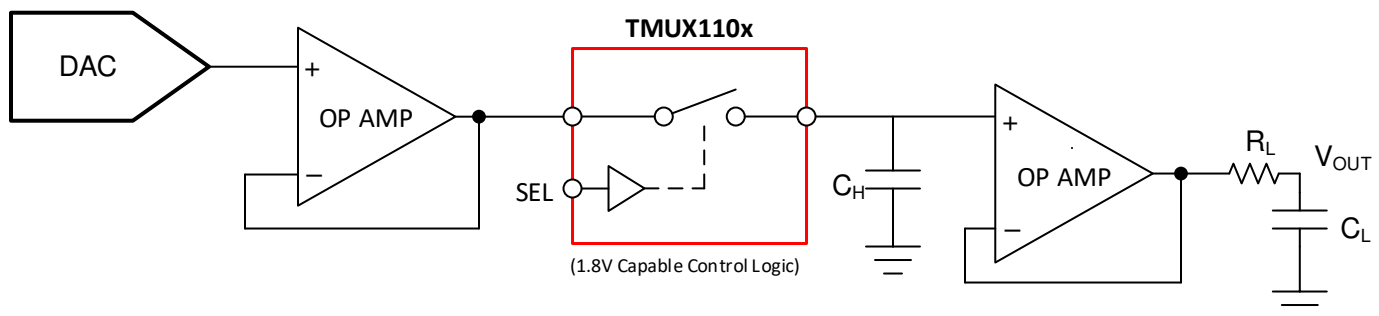 TMUX110x
DAC
+
OP AMP
−
SEL
(1.8V Capable Control Logic)
C_H
+
OP AMP
−
R_L
V_OUT
C_L